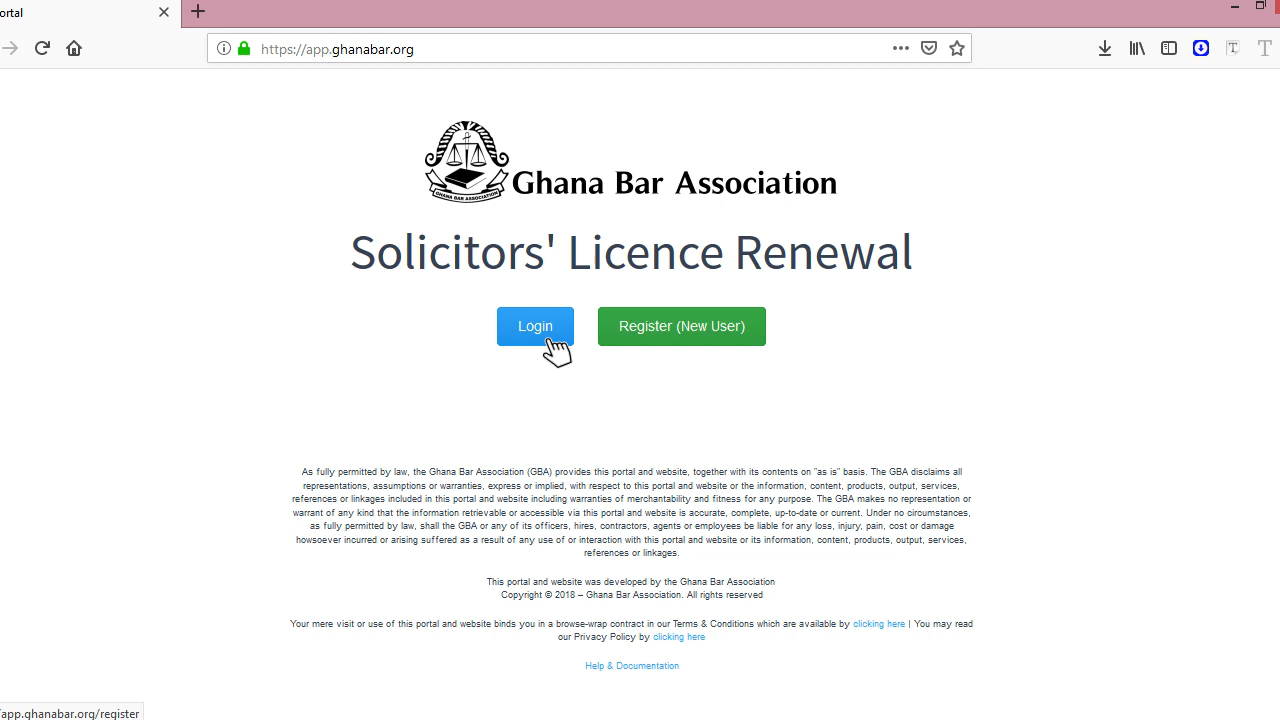 ortal
https://app.ghanabar.org
GHANA BAR ASSOCIATION
Ghana Bar Association
Solicitors' Licence Renewal
Login
Register (New User)
As fully permitted by law, the Ghana Bar Association (GBA) provides this portal and website, together with its contents on "as is" basis. The GBA disclaims all
representations, assumptions or warranties, express or implied, with respect to this portal and website or the information, content, products, output, services,
references or linkages included in this portal and website including warranties of merchantability and fitness for any purpose. The GBA makes no representation or
warrant of any kind that the information retrievable or accessible via this portal and website is accurate, complete, up-to-date or current. Under no circumstances,
as fully permitted by law, shall the GBA or any of its officers, hires, contractors, agents or employees be liable for any loss, injury, pain, cost or damage
howsoever incurred or arising suffered as a result of any use of or interaction with this portal and website or its information, content, products, output, services,
references or linkages.
This portal and website was developed by the Ghana Bar Association
Copyright © 2018 – Ghana Bar Association. All rights reserved
Your mere visit or use of this portal and website binds you in a browse-wrap contract in our Terms & Conditions which are available by clicking here | You may read
our Privacy Policy by clicking here
Help & Documentation
/app.ghanabar.org/register